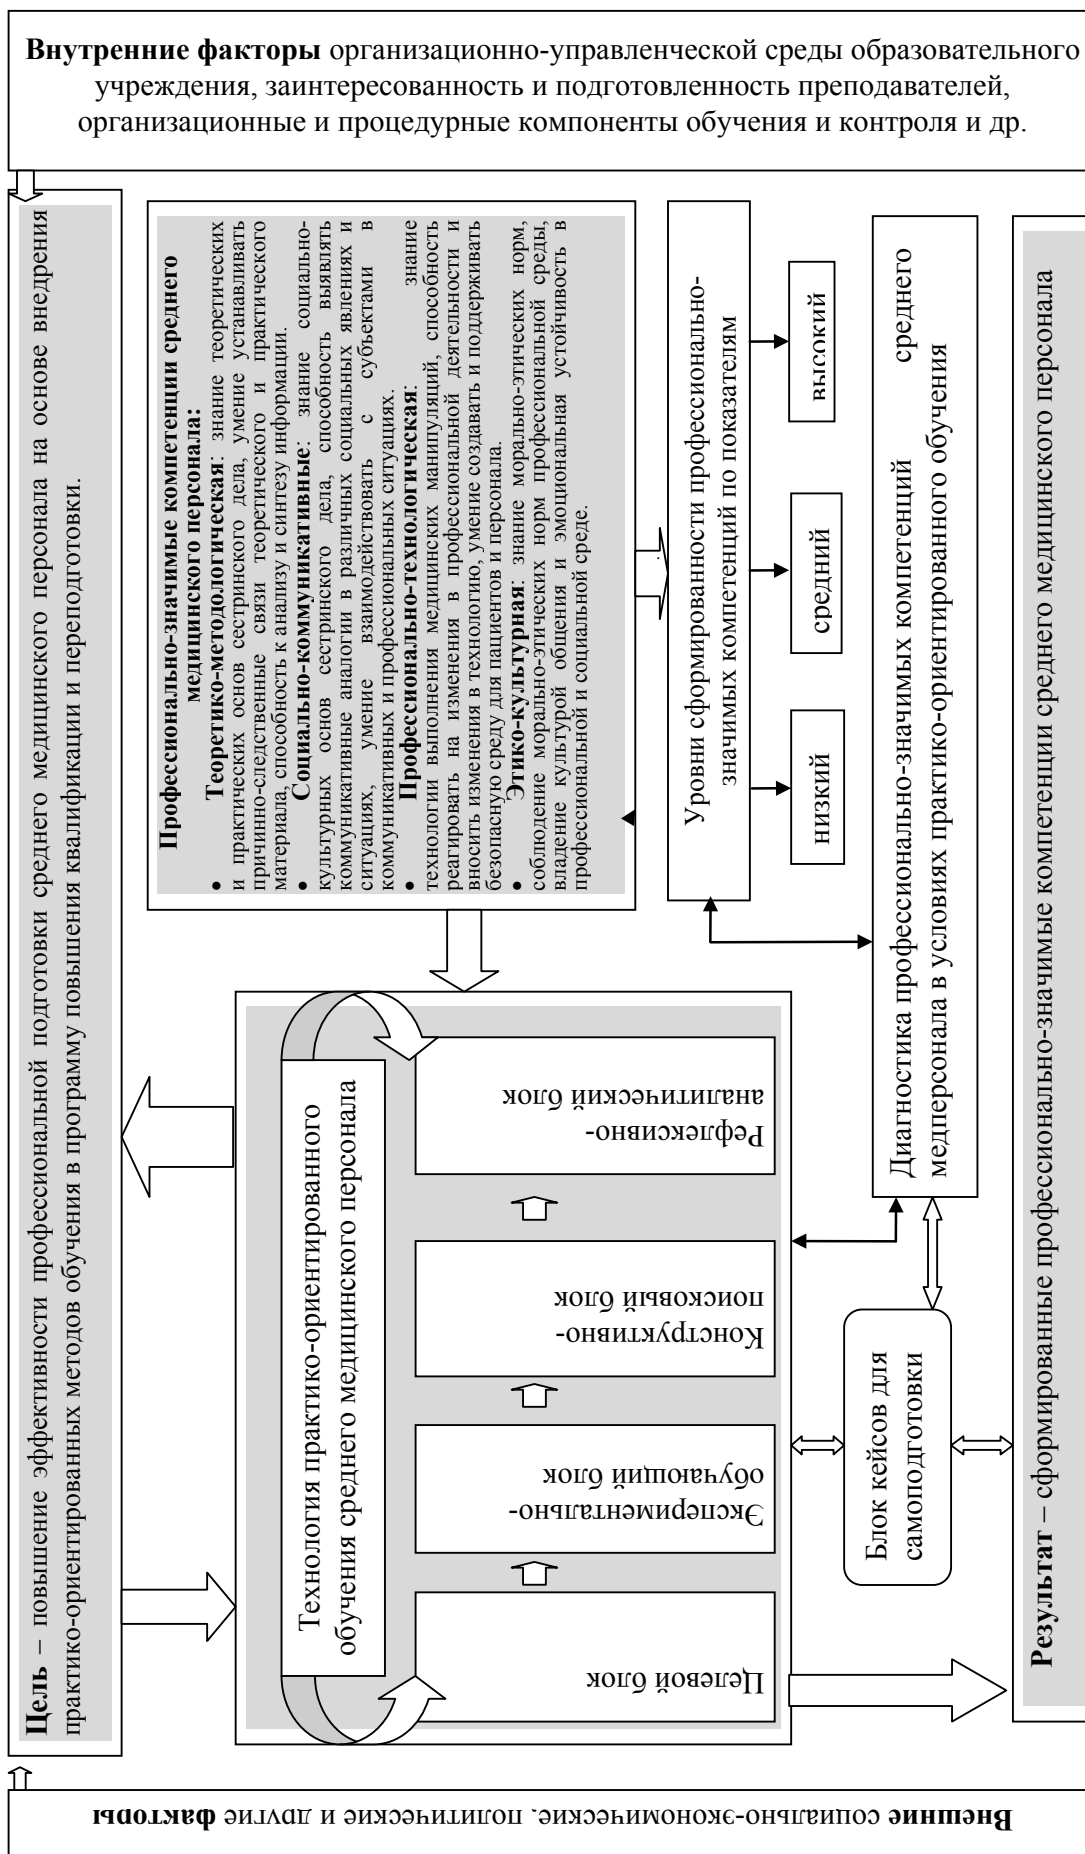 Внутренние факторы организационно-управленческой среды образовательного
учреждения, заинтересованность и подготовленность преподавателей,
организационные и процедурные компоненты обучения и контроля и др.
Цель – повышение эффективности профессиональной подготовки среднего медицинского персонала на основе внедрения
практико-ориентированных методов обучения в программу повышения квалификации и переподготовки.
Профессионально-значимые компетенции среднего
медицинского персонала:
• Теоретико-методологическая: знание теоретических
и практических основ сестринского дела, умение устанавливать
причинно-следственные связи теоретического и практического
материала, способность к анализу и синтезу информации.
• Социально-коммуникативные: знание социально-
культурных основ сестринского дела, способность выявлять
коммуникативные аналогии в различных социальных явлениях и
ситуациях, умение взаимодействовать с субъектами в
коммуникативных и профессиональных ситуациях.
• Профессионально-технологическая: знание
технологии выполнения медицинских манипуляций, способность
реагировать на изменения в профессиональной деятельности и
вносить изменения в технологию, умение создавать и поддерживать
безопасную среду для пациентов и персонала.
• Этико-культурная: знание морально-этических норм,
соблюдение морально-этических норм профессиональной среды,
владение культурой общения и эмоциональная устойчивость в
профессиональной и социальной среде.
Технология практико-ориентированного
обучения среднего медицинского персонала
Целевой блок
Экспериментально-
обучающий блок
Конструктивно-
поисковый блок
Рефлексивно-
аналитический блок
Уровни сформированности профессионально-
значимых компетенций по показателям
низкий
средний
высокий
Блок кейсов для
самоподготовки
Диагностика профессионально-значимых компетенций среднего
медперсонала в условиях практико-ориентированного обучения
Результат – сформированные профессионально-значимые компетенции среднего медицинского персонала
Внешние социально-экономические, политические и другие факторы